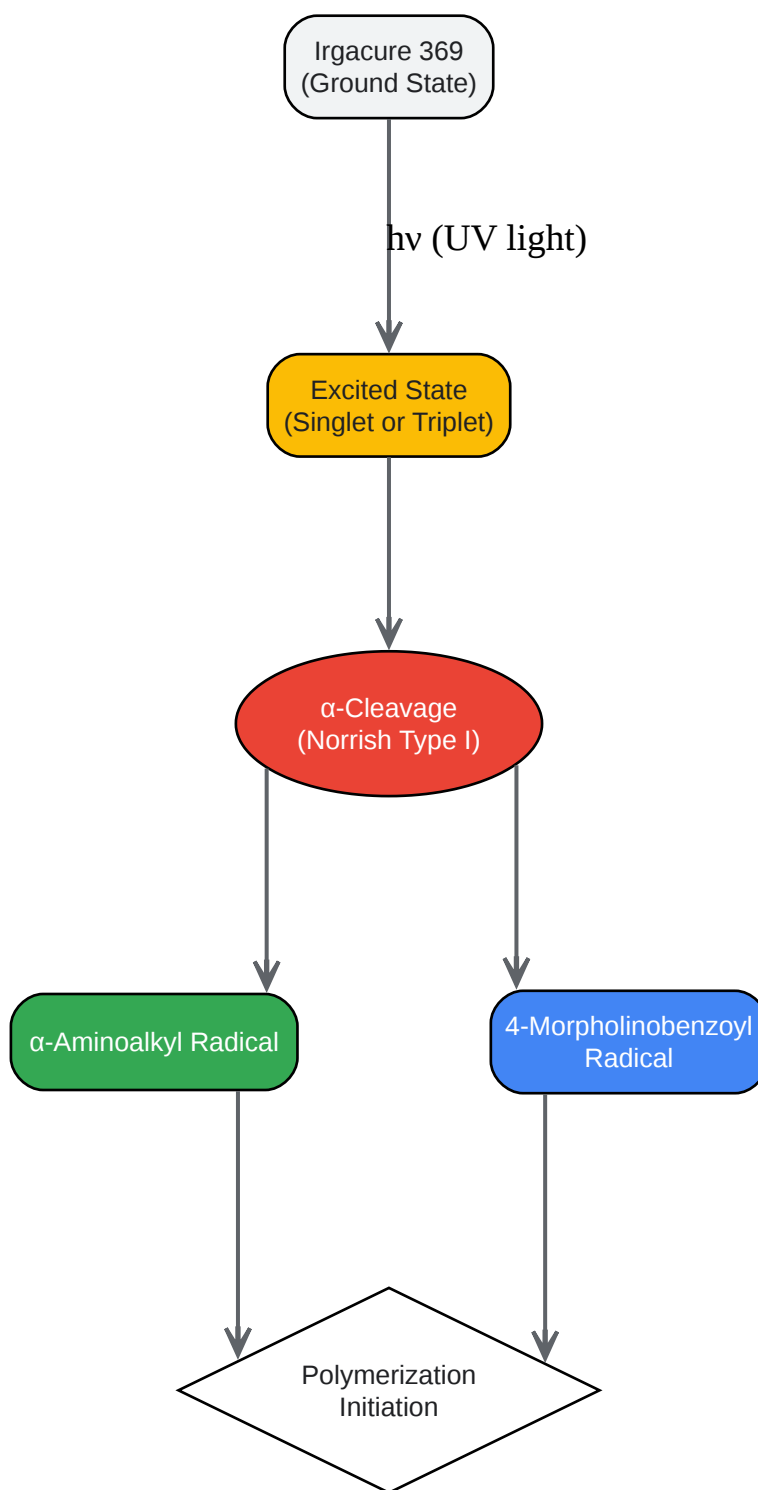 Irgacure 369
(Ground State)
hν (UV light)
Excited State
(Singlet or Triplet)
α-Cleavage
(Norrish Type I)
α-Aminoalkyl Radical
4-Morpholinobenzoyl
Radical
Polymerization
Initiation